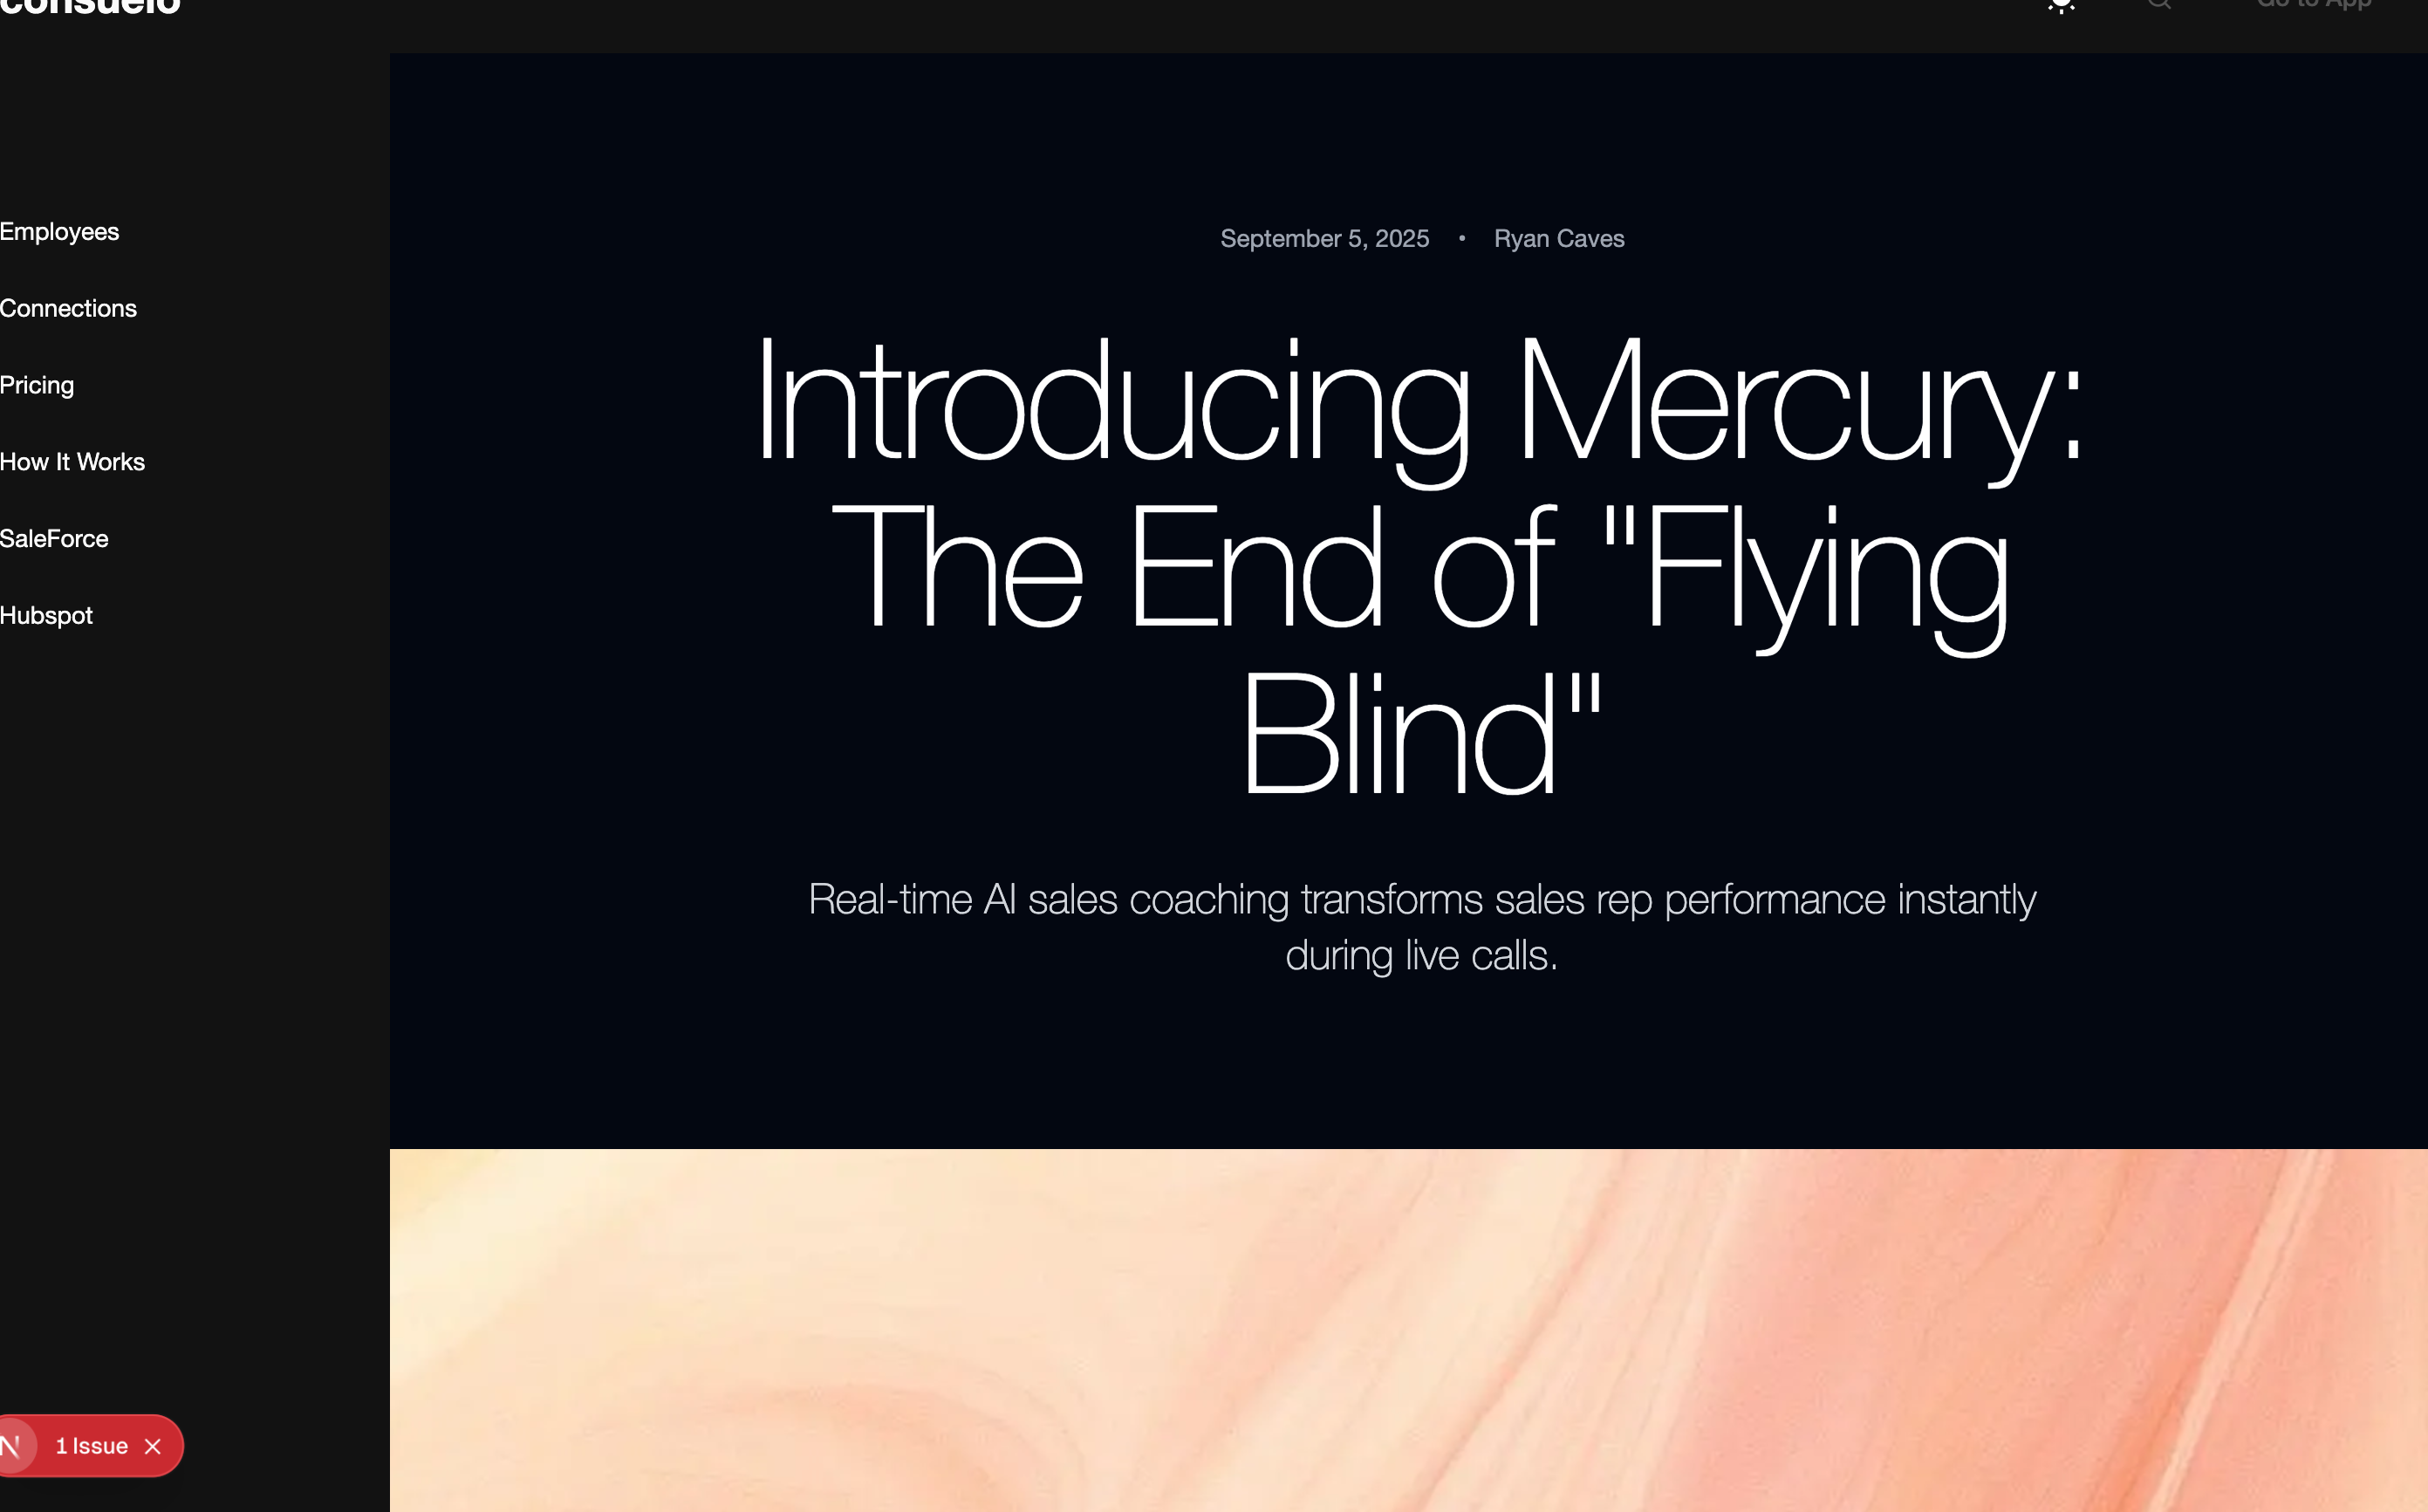 consuelo
Go to App
Employees
Connections
Pricing
How It Works
SaleForce
Hubspot
September 5, 2025 • Ryan Caves
Introducing Mercury:
The End of "Flying
Blind"
Real-time AI sales coaching transforms sales rep performance instantly
during live calls.
N 1 Issue